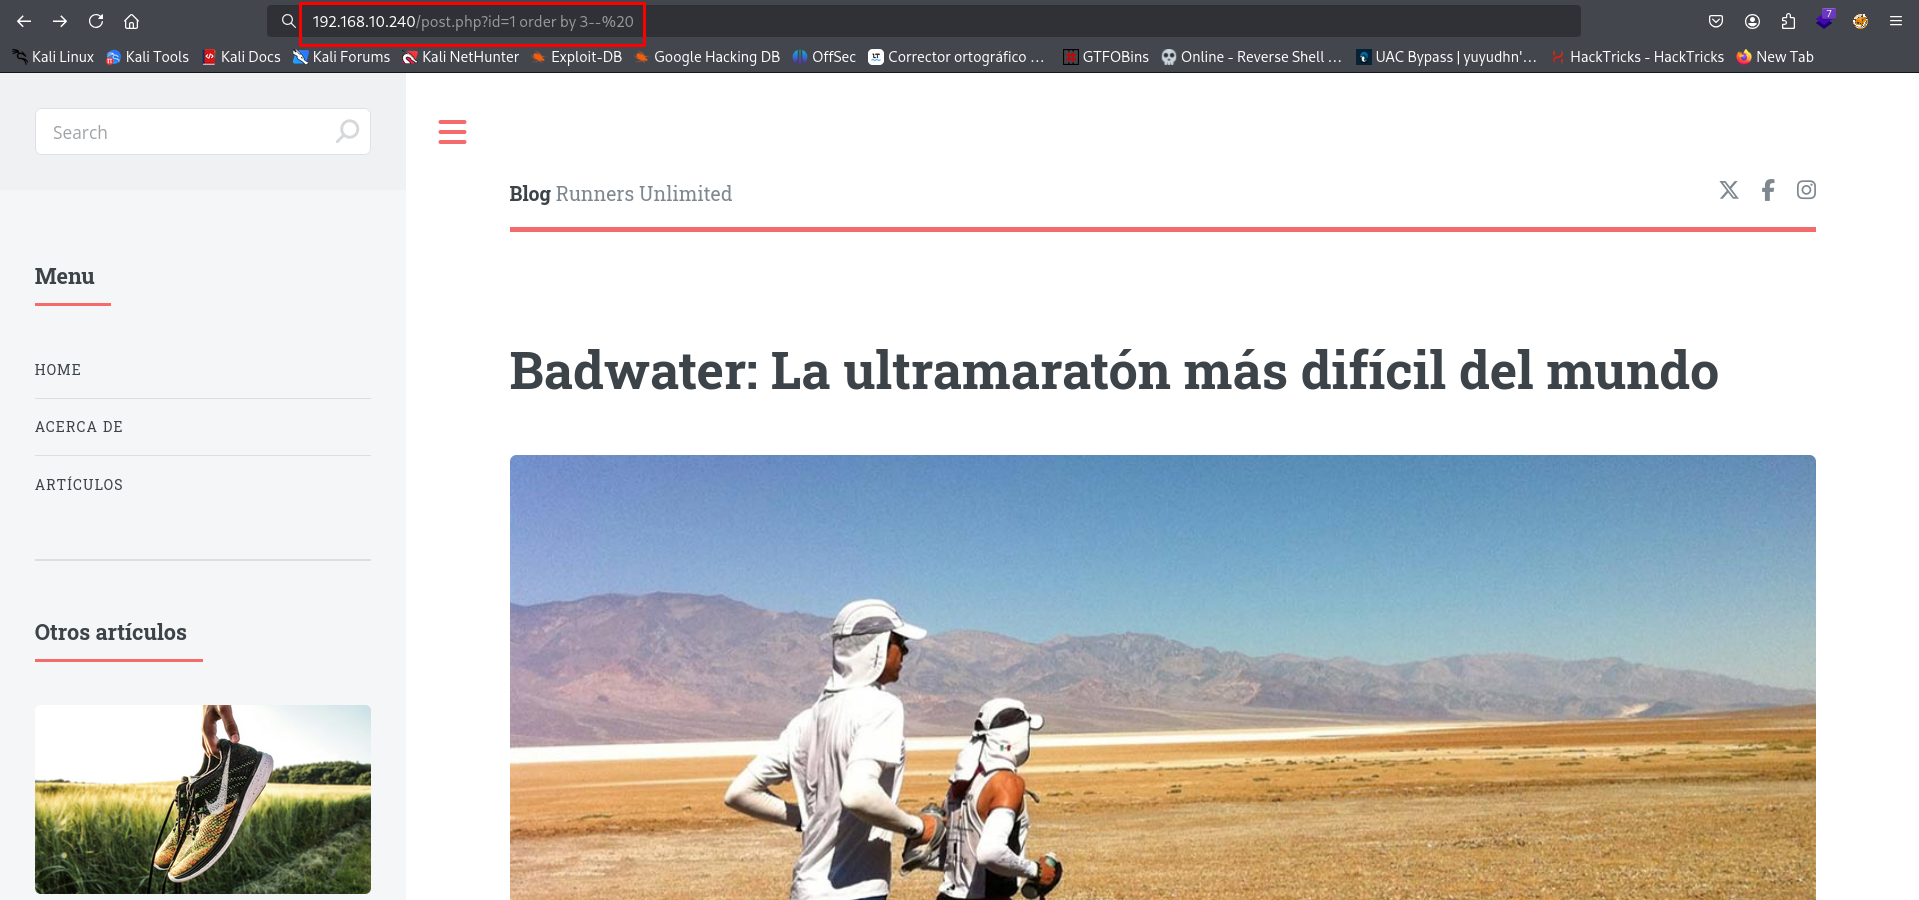 192.168.10.240/post.php?id=1 order by 3--%20
7
Kali Linux Kali Tools Kali Docs Kali Forums Kali NetHunter Exploit-DB Google Hacking DB OffSec Corrector ortográfico … GTFOBins Online - Reverse Shell … UAC Bypass | yuyudhn'… HackTricks - HackTricks New Tab
Search
Blog Runners Unlimited
Menu
HOME
ACERCA DE
ARTÍCULOS
Otros artículos
Badwater: La ultramaratón más difícil del mundo